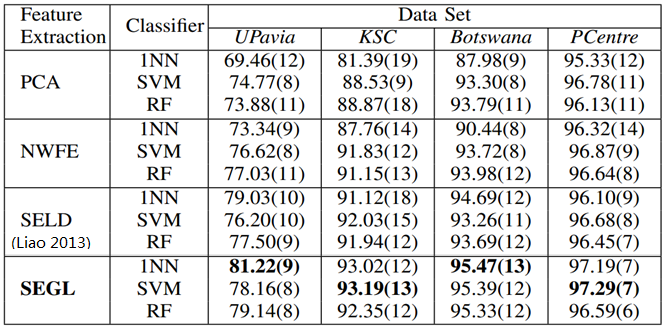 Feature Extraction Classifier Data Set
UPavia KSC Botswana PCentre
PCA 1NN 69.46(12) 81.39(19) 87.98(9) 95.33(12)
SVM 74.77(8) 88.53(9) 93.30(8) 96.78(11)
RF 73.88(11) 88.87(18) 93.79(11) 96.13(11)
NWFE 1NN 73.34(9) 87.76(14) 90.44(8) 96.32(14)
SVM 76.62(8) 91.83(12) 93.72(8) 96.87(9)
RF 77.03(11) 91.15(13) 93.98(12) 96.64(8)
SELD (Liao 2013) 1NN 79.03(10) 91.12(18) 94.69(12) 96.10(9)
SVM 76.20(10) 92.03(15) 93.26(11) 96.68(8)
RF 77.50(9) 91.94(12) 93.69(12) 96.45(7)
SEGL 1NN 81.22(9) 93.02(12) 95.47(13) 97.19(7)
SVM 78.16(8) 93.19(13) 95.39(12) 97.29(7)
RF 79.14(8) 92.35(12) 95.33(12) 96.59(6)